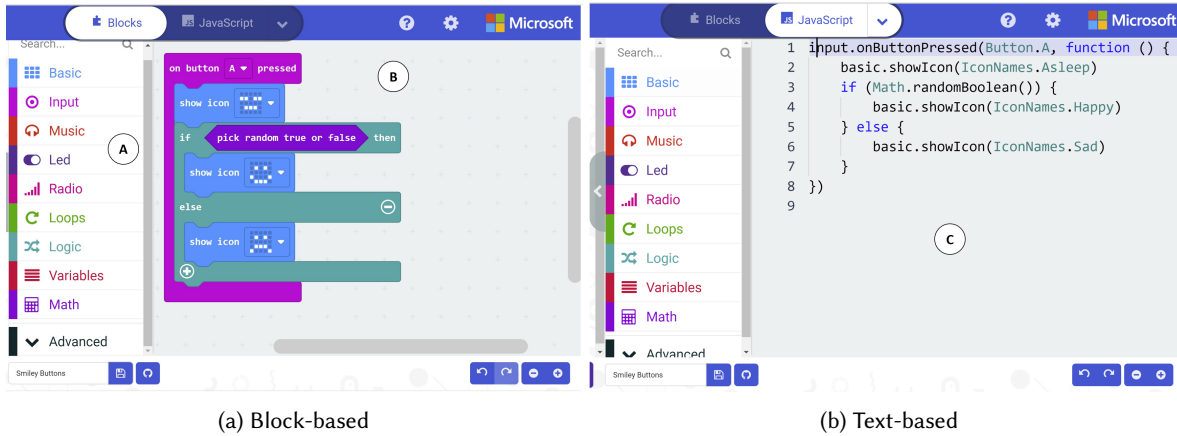 Blocks
JavaScript
Microsoft
Search...
Basic
Input
Music
Led
Radio
Loops
Logic
Variables
Math
Advanced
A
on button A pressed
show icon
if pick random true or false then
show icon
else
show icon
B
Smiley Buttons
(a) Block-based
Blocks
JavaScript
Microsoft
Search...
Basic
Input
Music
Led
Radio
Loops
Logic
Variables
Math
Advanced
1 input.onButtonPressed(Button.A, function () {
2 basic.showIcon(IconNames.Asleep)
3 if (Math.randomBoolean()) {
4 basic.showIcon(IconNames.Happy)
5 } else {
6 basic.showIcon(IconNames.Sad)
7 }
8 })
9
C
Smiley Buttons
(b) Text-based